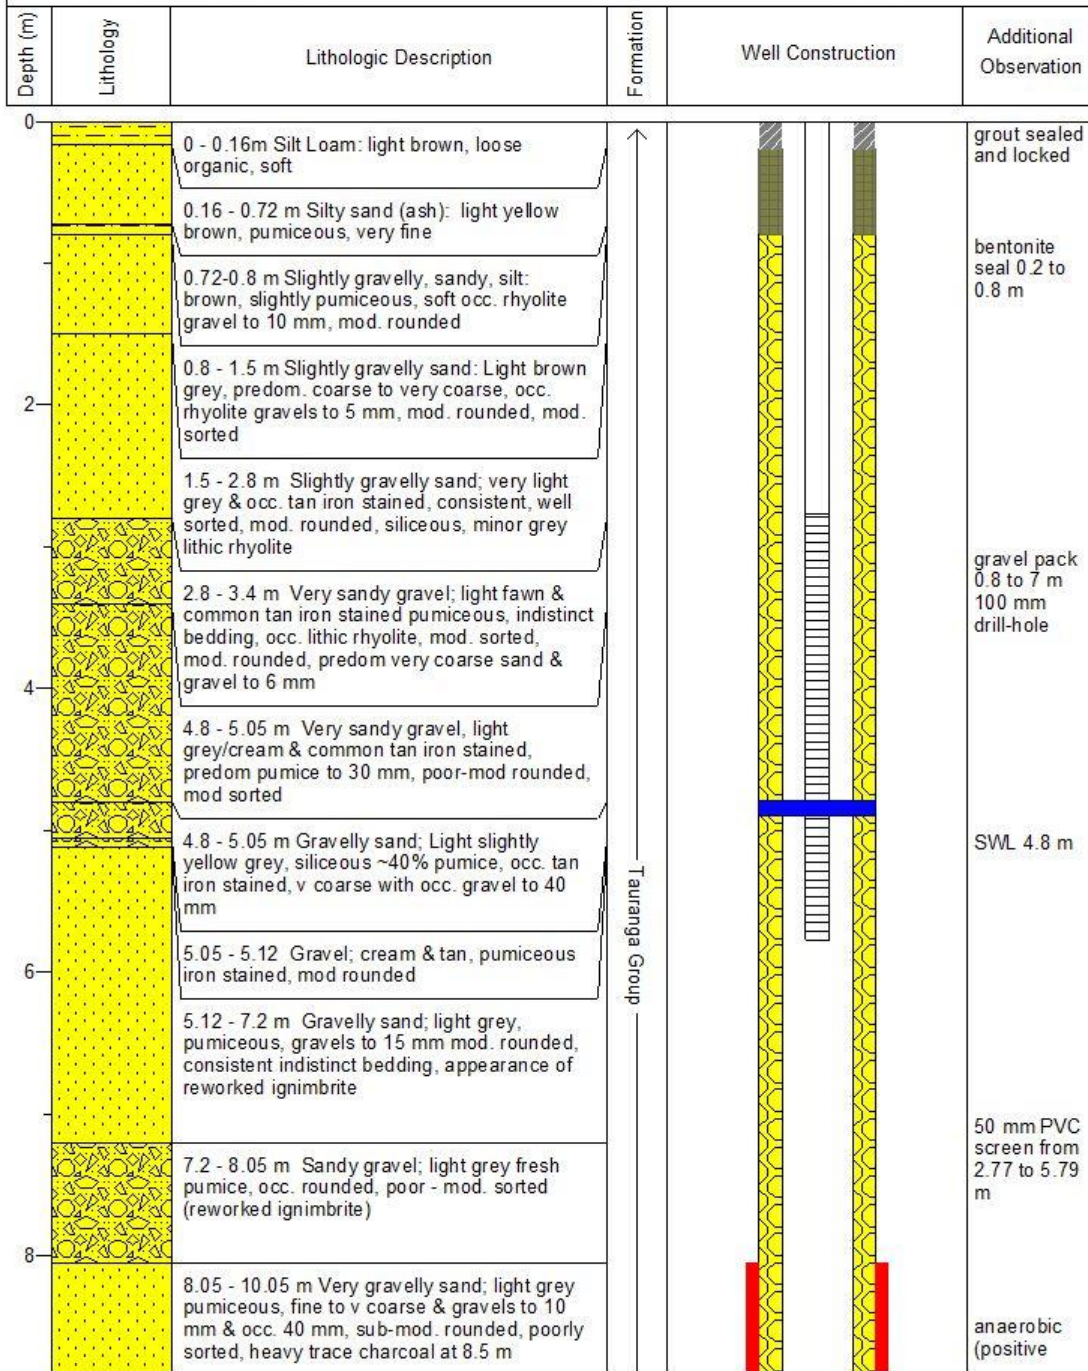 Depth (m)
Lithology
Lithologic Description
Formation
Well Construction
Additional
Observation
0
2
4
6
8
0 - 0.16m Silt Loam: light brown, loose
organic, soft
0.16 - 0.72 m Silty sand (ash): light yellow
brown, pumiceous, very fine
0.72-0.8 m Slightly gravelly, sandy, silt:
brown, slightly pumiceous, soft occ. rhyolite
gravel to 10 mm, mod. rounded
0.8 - 1.5 m Slightly gravelly sand: Light brown
grey, predom. coarse to very coarse, occ.
rhyolite gravels to 5 mm, mod. rounded, mod.
sorted
1.5 - 2.8 m Slightly gravelly sand; very light
grey & occ. tan iron stained, consistent, well
sorted, mod. rounded, siliceous, minor grey
lithic rhyolite
2.8 - 3.4 m Very sandy gravel; light fawn &
common tan iron stained pumiceous, indistinct
bedding, occ. lithic rhyolite, mod. sorted,
mod. rounded, predom very coarse sand &
gravel to 6 mm
4.8 - 5.05 m Very sandy gravel, light
grey/cream & common tan iron stained,
predom pumice to 30 mm, poor-mod rounded,
mod sorted
4.8 - 5.05 m Gravelly sand; Light slightly
yellow grey, siliceous ~40% pumice, occ. tan
iron stained, v coarse with occ. gravel to 40
mm
5.05 - 5.12 Gravel; cream & tan, pumiceous
iron stained, mod rounded
5.12 - 7.2 m Gravelly sand; light grey,
pumiceous, gravels to 15 mm mod. rounded,
consistent indistinct bedding, appearance of
reworked ignimbrite
7.2 - 8.05 m Sandy gravel; light grey fresh
pumice, occ. rounded, poor - mod. sorted
(reworked ignimbrite)
8.05 - 10.05 m Very gravelly sand; light grey
pumiceous, fine to v coarse & gravels to 10
mm & occ. 40 mm, sub-mod. rounded, poorly
sorted, heavy trace charcoal at 8.5 m
Tauranga Group
grout sealed
and locked
bentonite
seal 0.2 to
0.8 m
gravel pack
0.8 to 7 m
100 mm
drill-hole
SWL 4.8 m
50 mm PVC
screen from
2.77 to 5.79
m
anaerobic
(positive